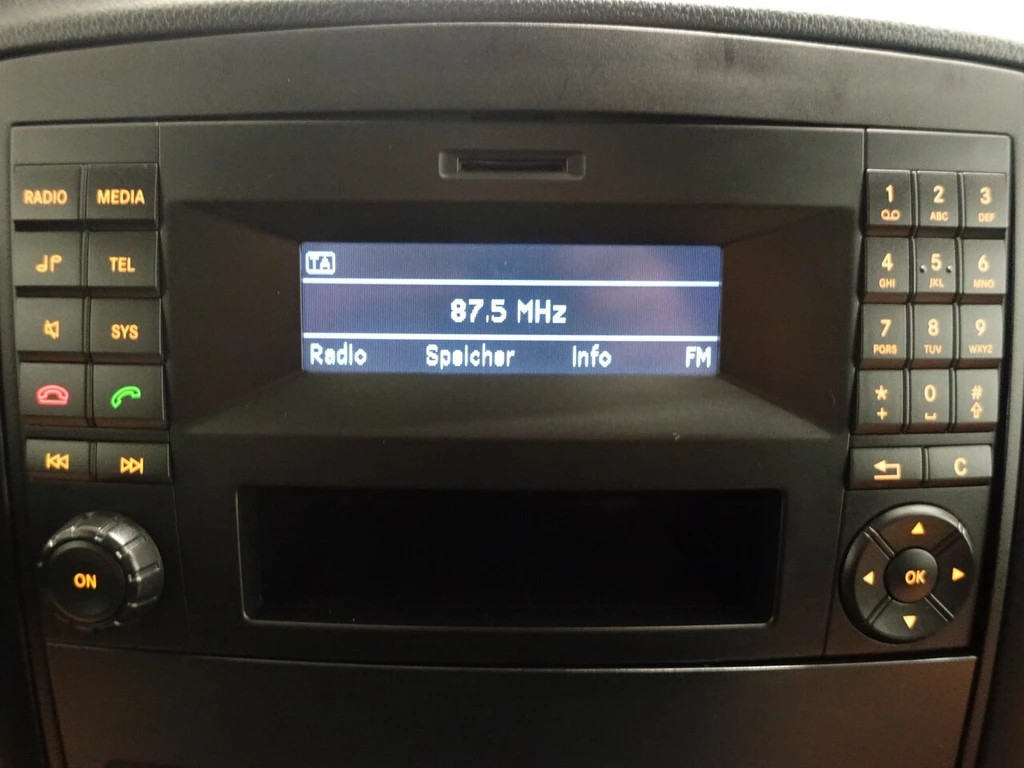 RADIO MEDIA
TEL
SYS
ON
TA
87.5 MHz
Radio Speicher Info FM
1 2 ABC 3 DEF
4 GHI 5 JKL 6 MNO
7 PQRS 8 TUV 9 WXYZ
* + 0 #
C
OK